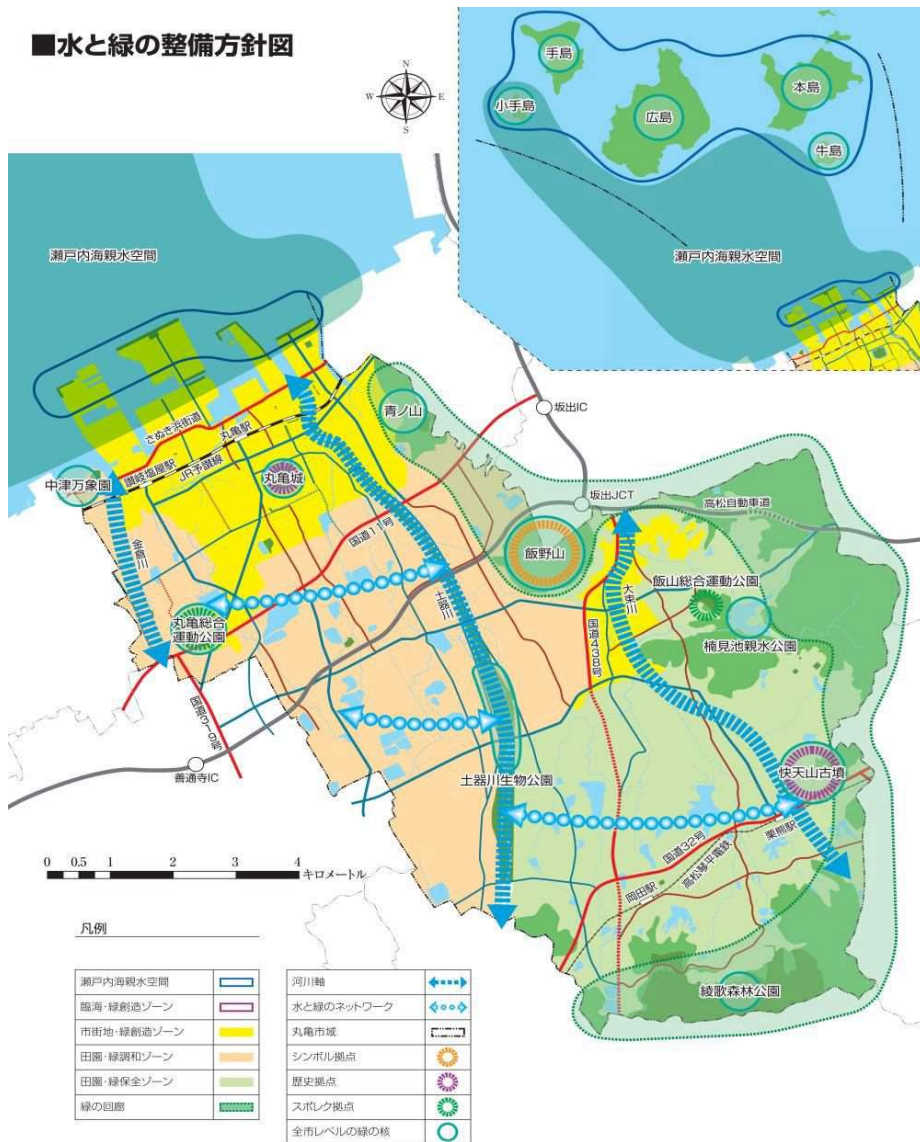 ■水と緑の整備方針図
N
W
E
S
手島
小手島
広島
本島
牛島
瀬戸内海親水空間
瀬戸内海親水空間
さぬき浜街道
丸亀駅
讃岐塩屋駅
JR予讃線
中津万象園
丸亀城
青ノ山
坂出IC
坂出JCT
高松自動車道
国道11号
飯野山
金倉川
土器川
大束川
飯山総合運動公園
丸亀総合
運動公園
国道438号
楠見池親水公園
国道319号
善通寺IC
土器川生物公園
快天山古墳
栗熊駅
国道32号
高松琴平電鉄
岡田駅
綾歌森林公園
0 0.5 1 2 3 4
キロメートル
凡例
瀬戸内海親水空間
臨海・緑創造ゾーン
市街地・緑創造ゾーン
田園・緑調和ゾーン
田園・緑保全ゾーン
緑の回廊
河川軸
水と緑のネットワーク
丸亀市域
シンボル拠点
歴史拠点
スポレク拠点
全市レベルの緑の核